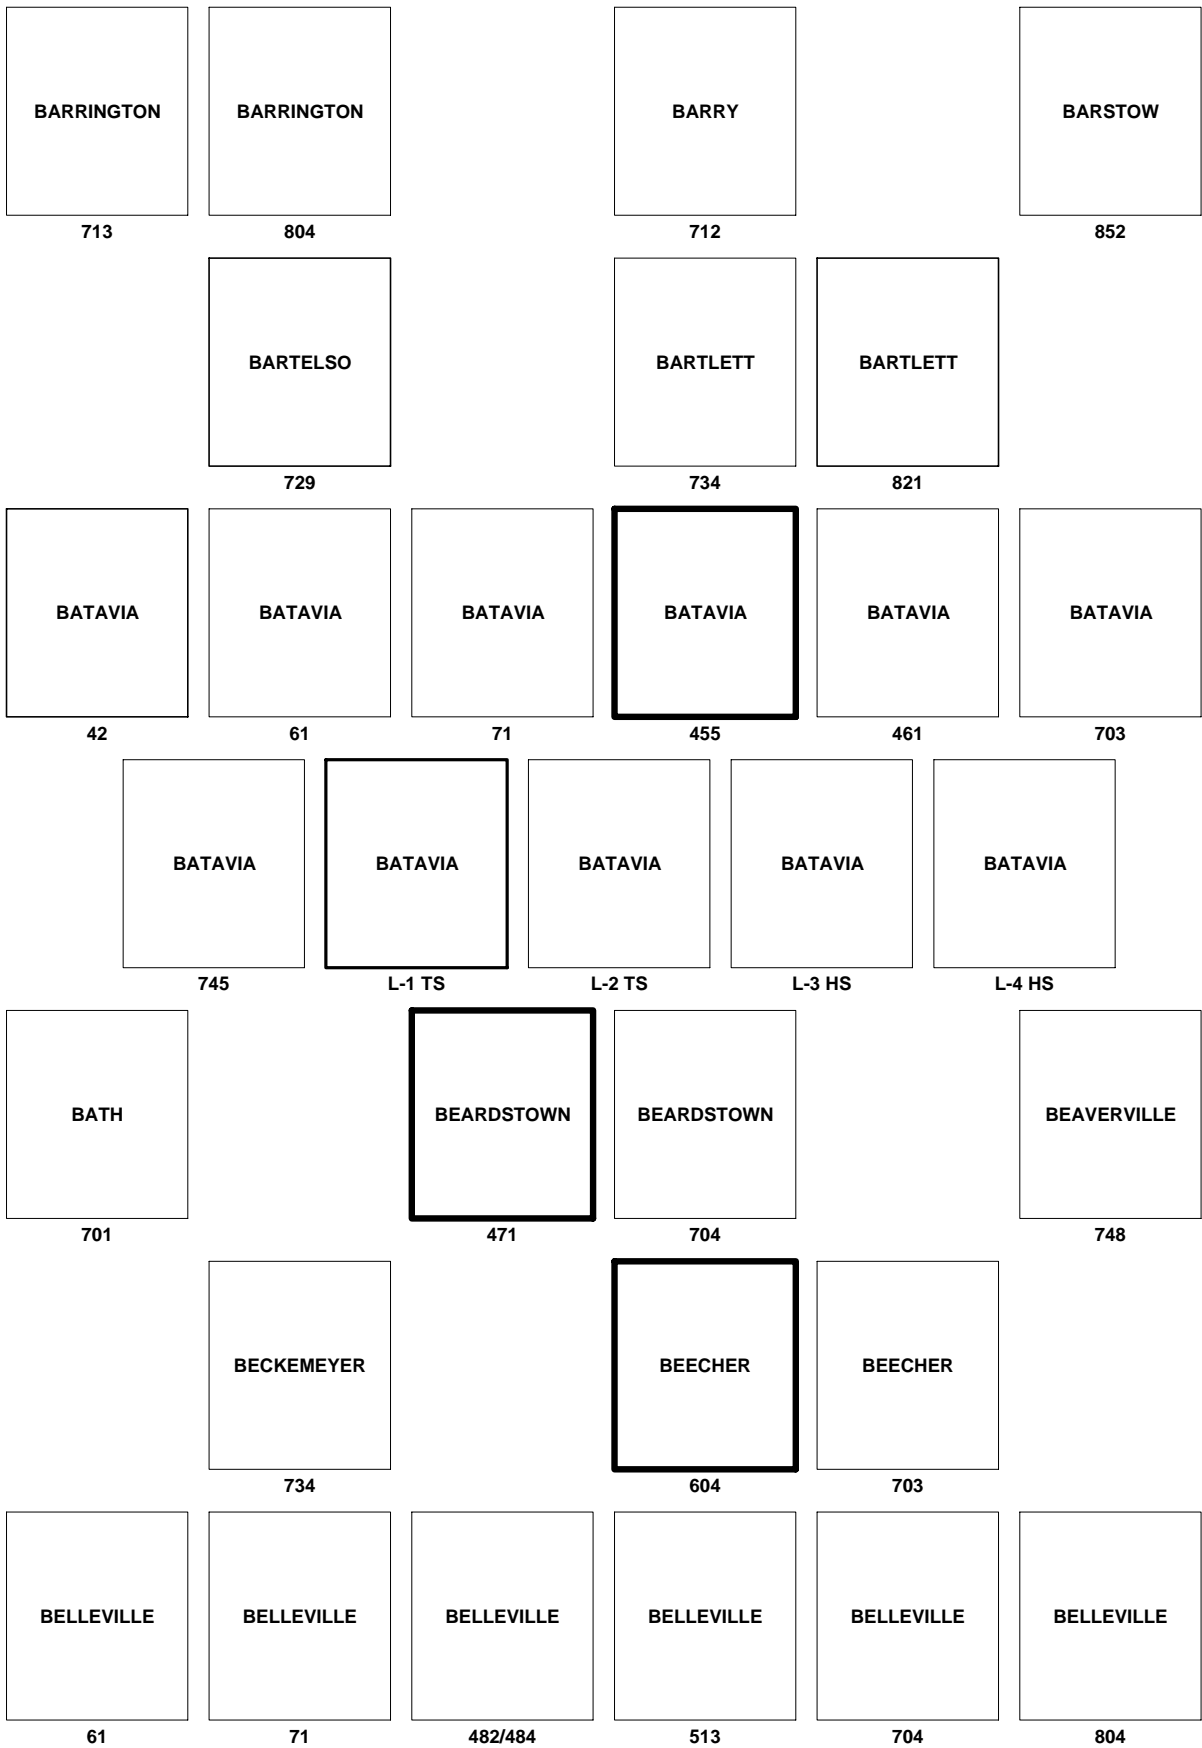 BARRINGTON BARRINGTON BARRY BARSTOW
713 804 712 852
BARTELSO BARTLETT BARTLETT
729 734 821
BATAVIA BATAVIA BATAVIA BATAVIA BATAVIA BATAVIA
42 61 71 455 461 703
BATAVIA BATAVIA BATAVIA BATAVIA BATAVIA
745 L-1 TS L-2 TS L-3 HS L-4 HS
BATH BEARDSTOWN BEARDSTOWN BEAVERVILLE
701 471 704 748
BECKEMEYER BEECHER BEECHER
734 604 703
BELLEVILLE BELLEVILLE BELLEVILLE BELLEVILLE BELLEVILLE BELLEVILLE
61 71 482/484 513 704 804